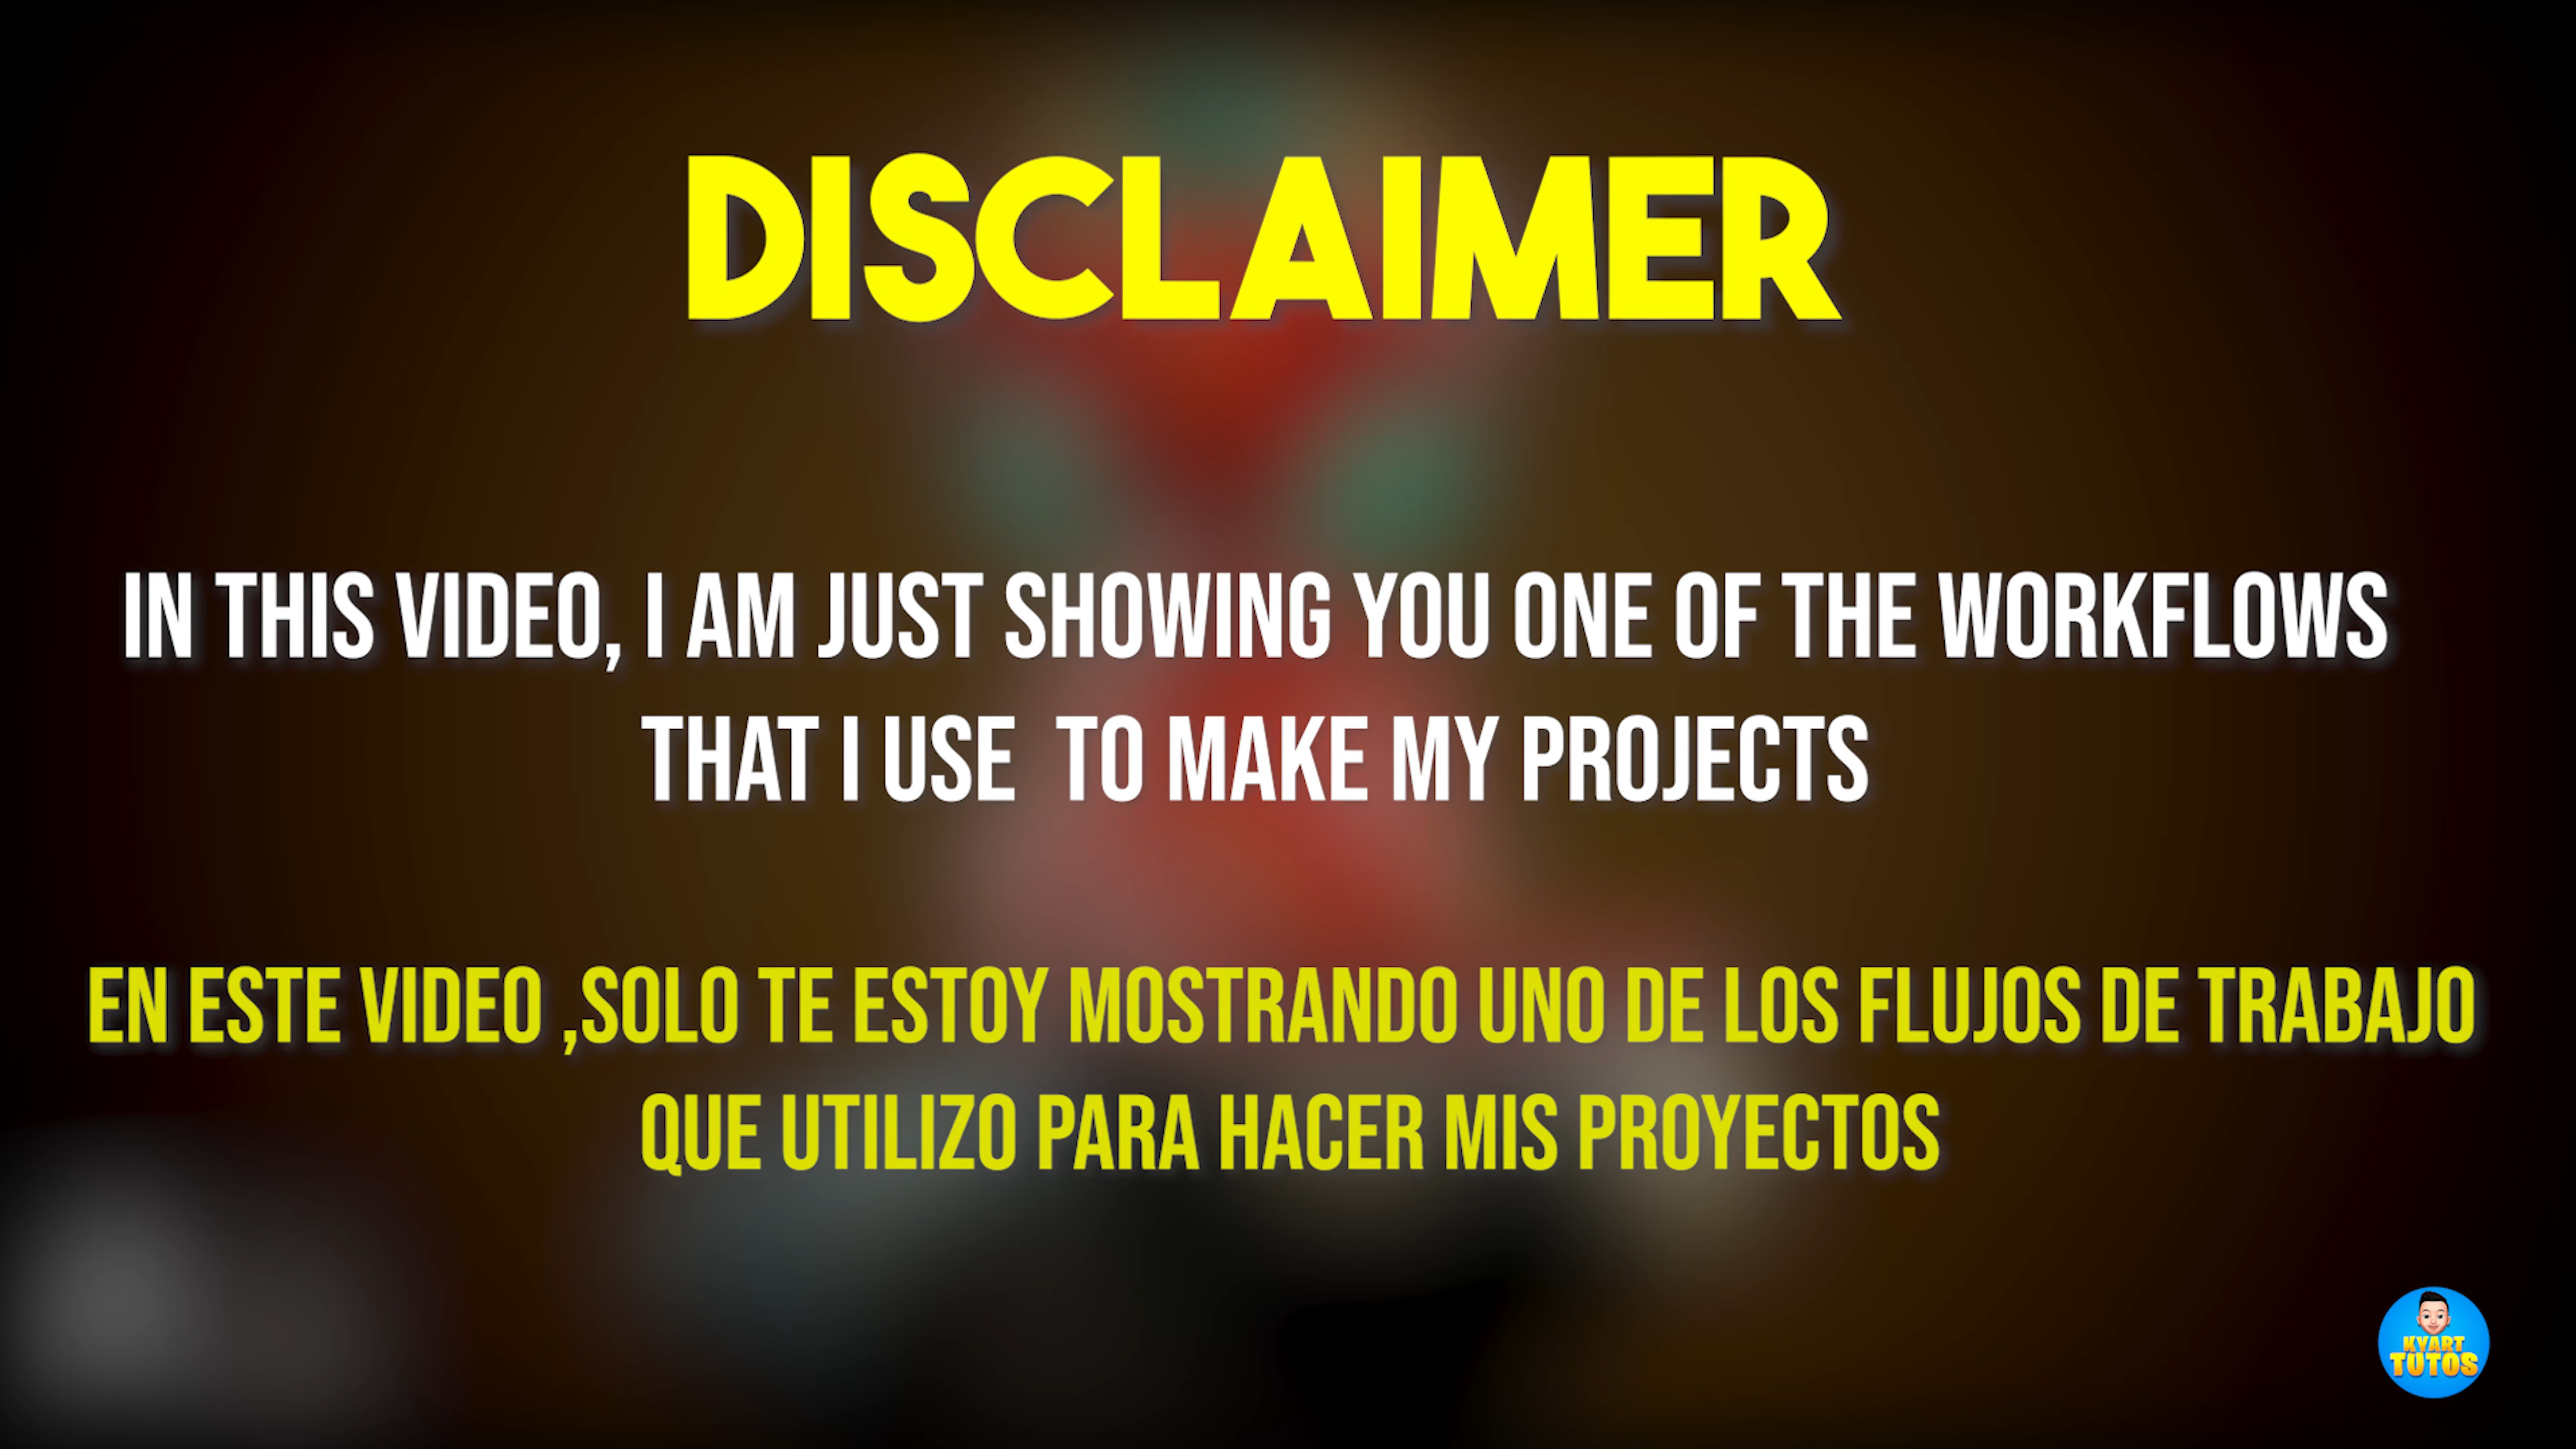 DISCLAIMER
IN THIS VIDEO, I AM JUST SHOWING YOU ONE OF THE WORKFLOWS
THAT I USE  TO MAKE MY PROJECTS
EN ESTE VIDEO ,SOLO TE ESTOY MOSTRANDO UNO DE LOS FLUJOS DE TRABAJO
QUE UTILIZO PARA HACER MIS PROYECTOS
KYART
TUTOS